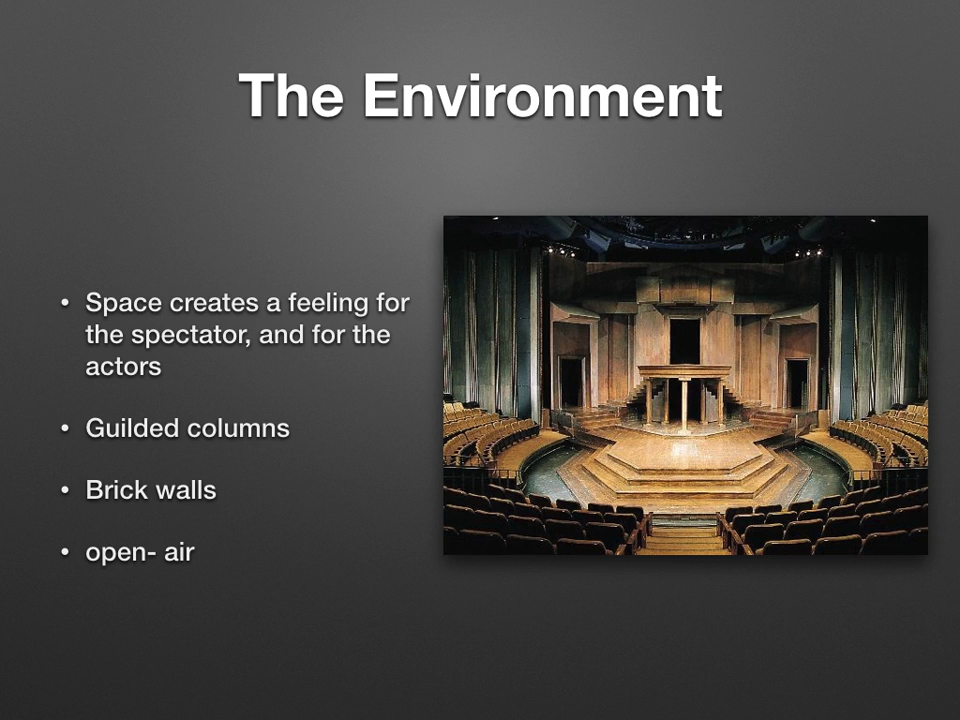 The Environment
• Space creates a feeling for
the spectator, and for the
actors
• Guilded columns
• Brick walls
• open- air